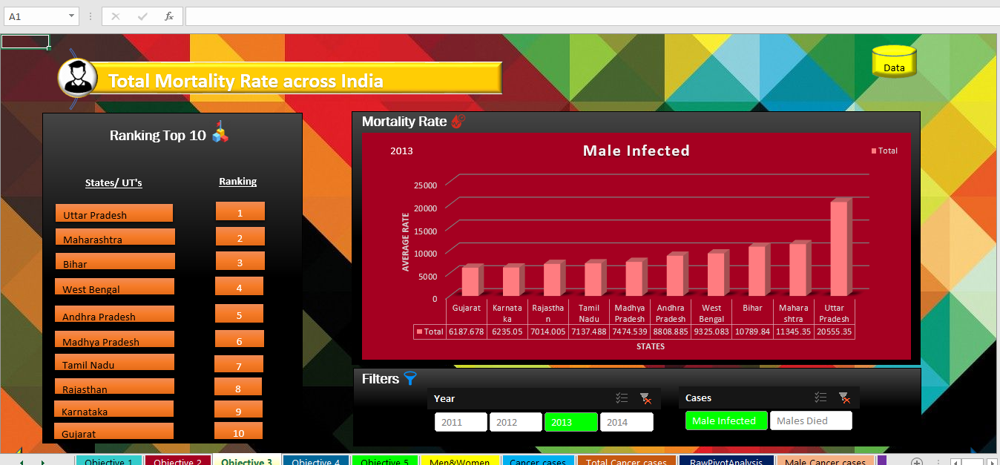 A1
fx
Total Mortality Rate across India
Data
Ranking Top 10
States/ UT's Ranking
Uttar Pradesh 1
Maharashtra 2
Bihar 3
West Bengal 4
Andhra Pradesh 5
Madhya Pradesh 6
Tamil Nadu 7
Rajasthan 8
Karnataka 9
Gujarat 10
Mortality Rate
2013 Male Infected Total
25000
20000
15000
10000
5000
0
AVERAGE RATE
Gujarat Karnata Rajastha Tamil Madhya Andhra West Bihar Mahara Uttar
ka n Nadu Pradesh Pradesh Bengal shtra Pradesh
Total 6187.678 6235.05 7014.005 7137.488 7474.539 8808.885 9325.083 10789.84 11345.35 20555.35
STATES
Filters
Year
2011 2012 2013 2014
Cases
Male Infected Males Died
Objective 1 Objective 2 Objective 3 Objective 4 Objective 5 Men&Women Cancer cases Total Cancer cases RawPivotAnalysis Male Cancer cases